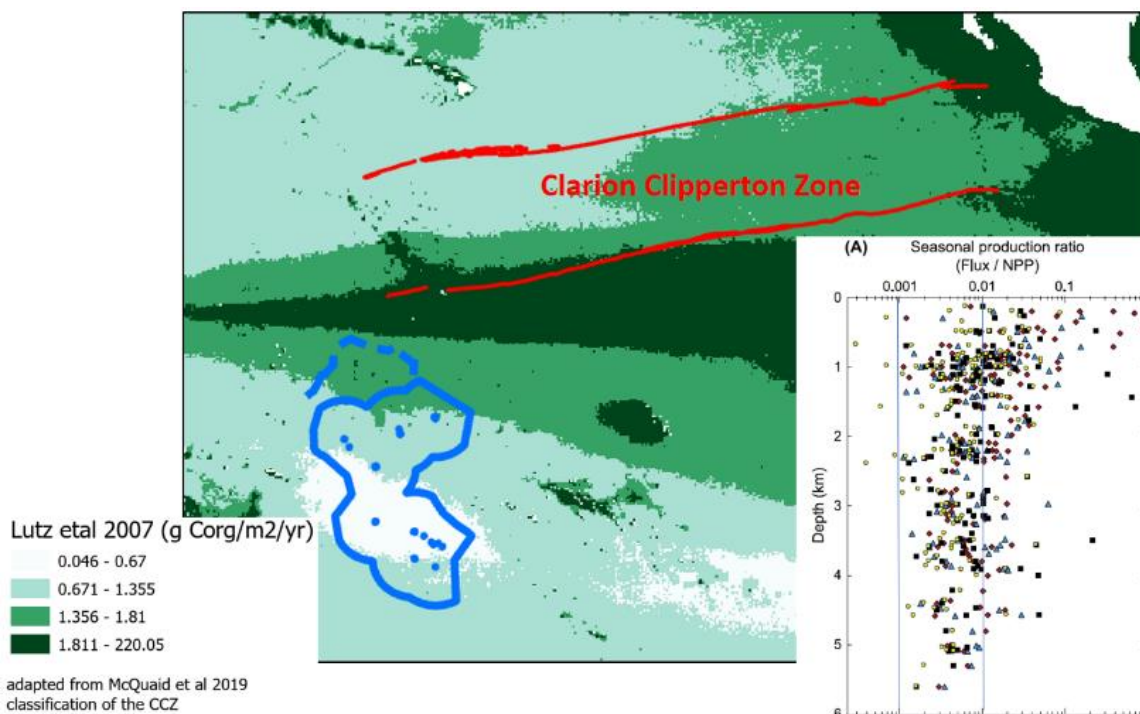 Clarion Clipperton Zone
(A)
Seasonal production ratio
(Flux / NPP)
0.001 0.01 0.1
0
1
2
3
4
5
6
Depth (km)
Lutz etal 2007 (g Corg/m2/yr)
0.046 - 0.67
0.671 - 1.355
1.356 - 1.81
1.811 - 220.05
adapted from McQuaid et al 2019
classification of the CCZ